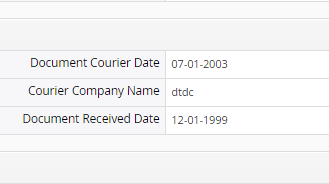 Document Courier Date 07-01-2003
Courier Company Name dtdc
Document Received Date 12-01-1999